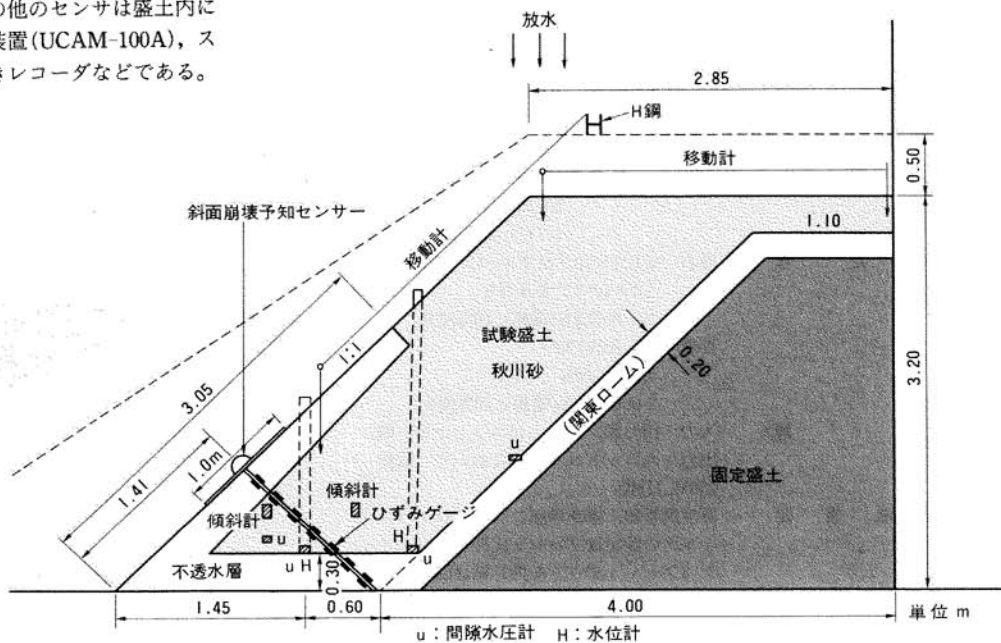 の他のセンサは盛土内に
装置(UCAM-100A), ス
きレコーダなどである。
放水
2.85
H鋼
0.50
移動計
斜面崩壊予知センサー
1.10
移動計
1:1
試験盛土
秋川砂
0.20
(関東ローム)
3.20
3.05
1.0m
1.41
u
固定盛土
傾斜計
傾斜計
ひずみゲージ
u
H
u
不透水層
u H
0.30
1.45
0.60
4.00
単位 m
u:間隙水圧計 H:水位計